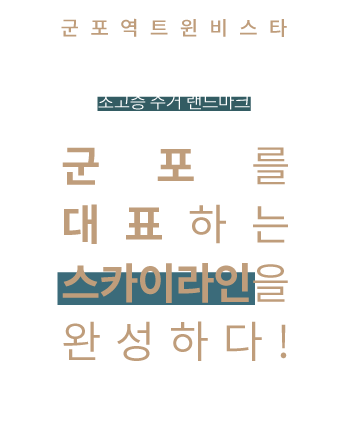 군포역트윈비스타
초고층 주거 랜드마크
군포를
대표하는
스카이라인을
완성하다!